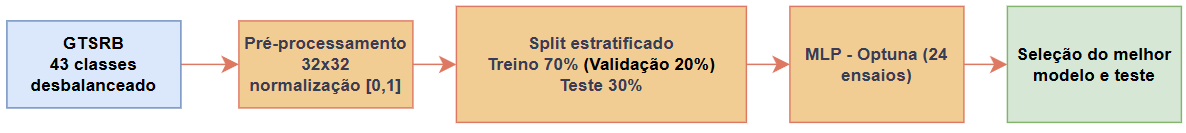 GTSRB
43 classes
desbalanceado
Pré-processamento
32x32
normalização [0,1]
Split estratificado
Treino 70% (Validação 20%)
Teste 30%
MLP - Optuna (24
ensaios)
Seleção do melhor
modelo e teste